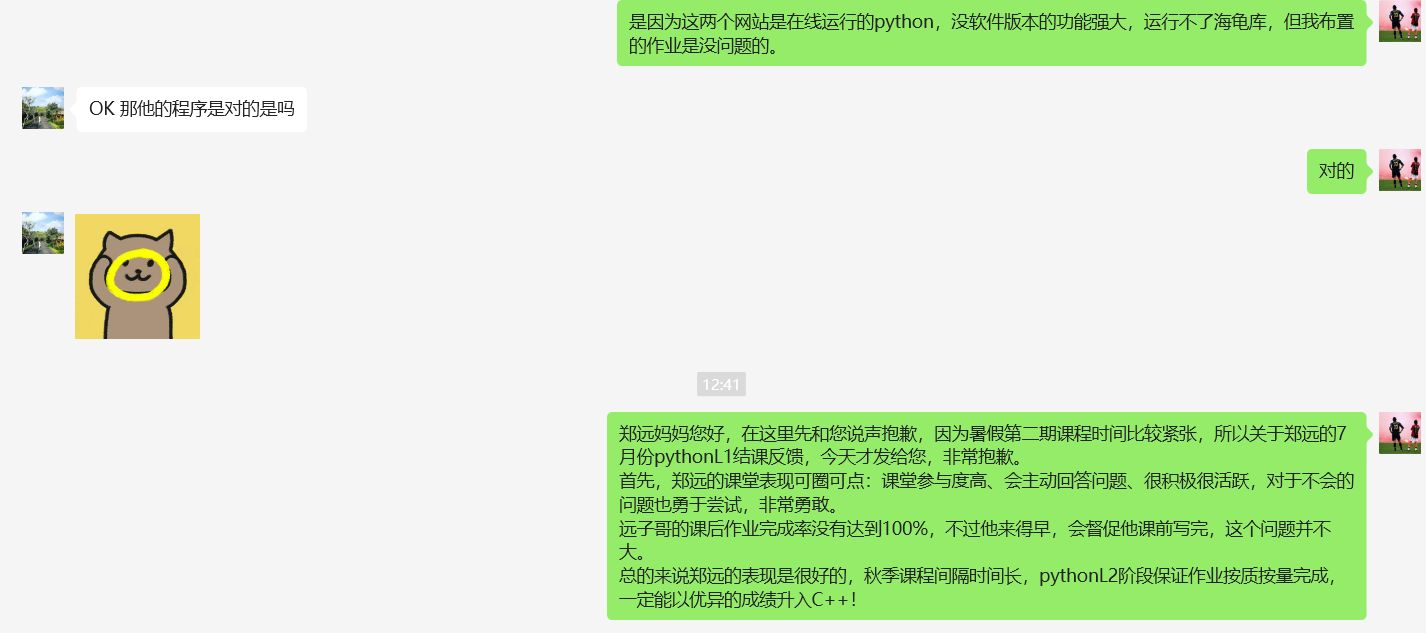 是因为这两个网站是在线运行的python，没软件版本的功能强大，运行不了海龟库，但我布置
的作业是没问题的。
OK 那他的程序是对的是吗
对的
12:41
郑远妈妈您好，在这里先和您说声抱歉，因为暑假第二期课程时间比较紧张，所以关于郑远的7
月份pythonL1结课反馈，今天才发给您，非常抱歉。
首先，郑远的课堂表现可圈可点：课堂参与度高、会主动回答问题、很积极很活跃，对于不会的
问题也勇于尝试，非常勇敢。
远子哥的课后作业完成率没有达到100%，不过他来得早，会督促他课前写完，这个问题并不
大。
总的来说郑远的表现是很好的，秋季课程间隔时间长，pythonL2阶段保证作业按质按量完成，
一定能以优异的成绩升入C++！